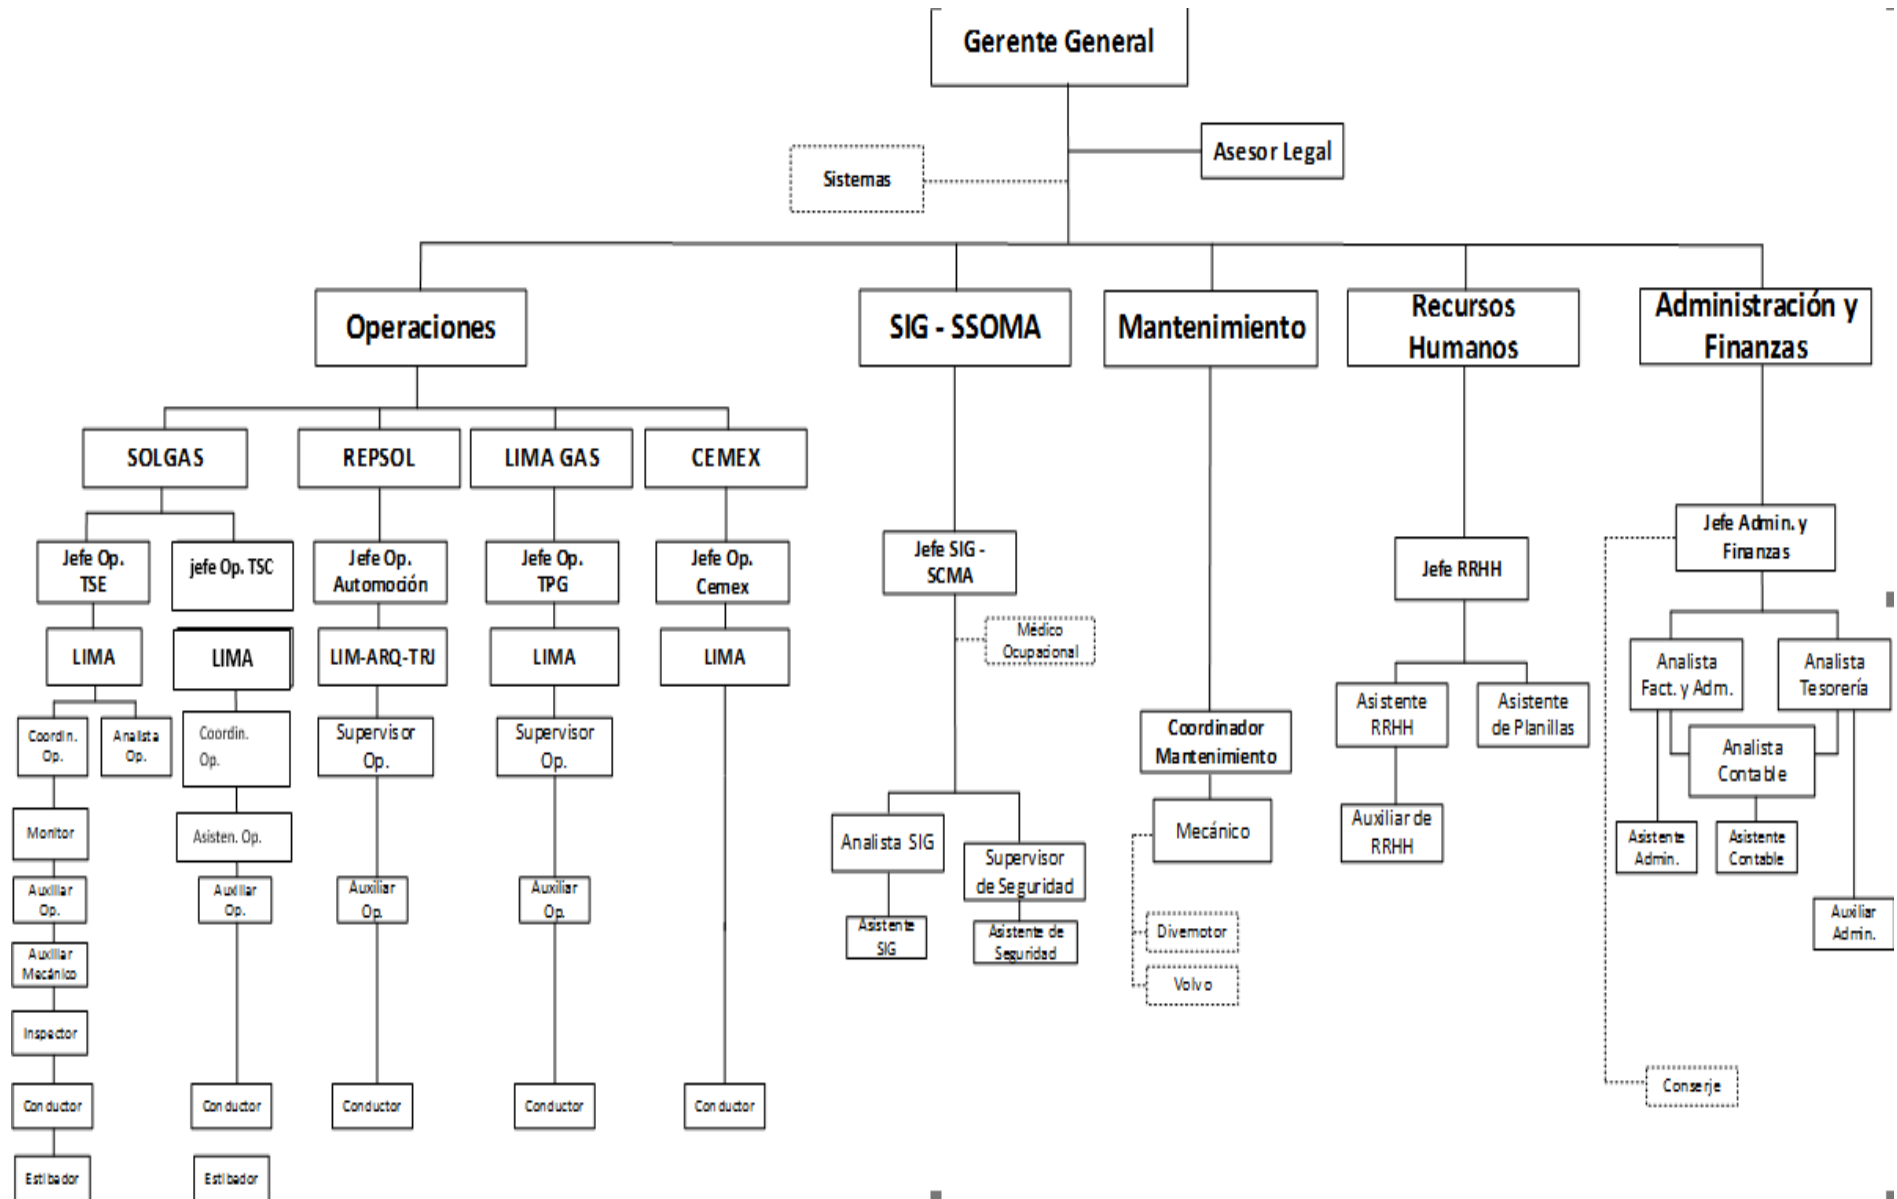 Gerente General
Asesor Legal
Sistemas
Operaciones
SIG - SSOMA
Mantenimiento
Recursos
Humanos
Administración y
Finanzas
SOLGAS
REPSOL
LIMA GAS
CEMEX
Jefe Op.
TSE
jefe Op. TSC
Jefe Op.
Automoción
Jefe Op.
TPG
Jefe Op.
Cemex
LIMA
LIMA
LIM-ARQ-TRJ
LIMA
LIMA
Coordin.
Op.
Analista
Op.
Coordin.
Op.
Supervisor
Op.
Supervisor
Op.
Monitor
Asisten. Op.
Auxiliar
Op.
Auxiliar
Op.
Auxiliar
Op.
Auxiliar
Op.
Auxiliar
Mecánico
Inspector
Conductor
Conductor
Conductor
Conductor
Conductor
Estibador
Estibador
Jefe SIG -
SCMA
Médico
Ocupacional
Analista SIG
Supervisor
de Seguridad
Asistente
SIG
Asistente de
Seguridad
Coordinador
Mantenimiento
Mecánico
Divemotor
Volvo
Jefe RRHH
Asistente
RRHH
Asistente
de Planillas
Auxiliar de
RRHH
Jefe Admin. y
Finanzas
Analista
Fact. y Adm.
Analista
Tesorería
Analista
Contable
Asistente
Admin.
Asistente
Contable
Auxiliar
Admin.
Conserje